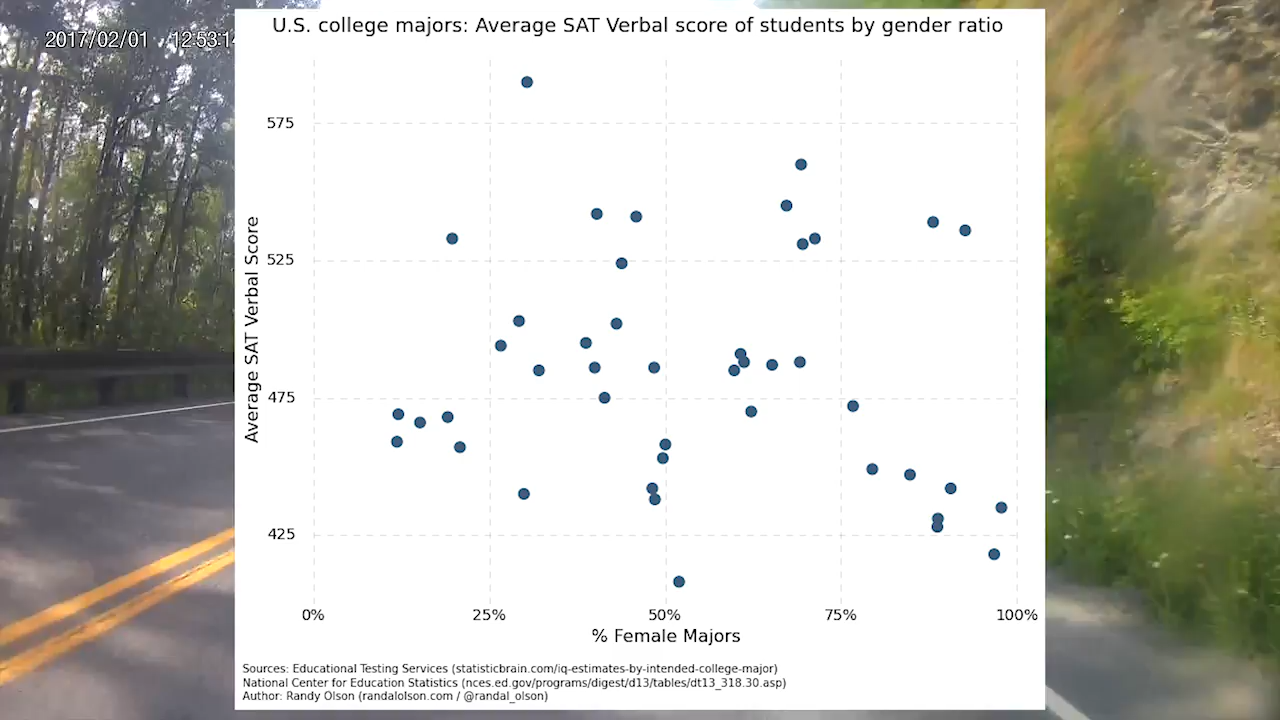 2017/02/01 12:53:1
U.S. college majors: Average SAT Verbal score of students by gender ratio
575
525
475
425
Average SAT Verbal Score
0% 25% 50% 75% 100%
% Female Majors
Sources: Educational Testing Services (statisticbrain.com/iq-estimates-by-intended-college-major)
National Center for Education Statistics (nces.ed.gov/programs/digest/d13/tables/dt13_318.30.asp)
Author: Randy Olson (randalolson.com / @randal_olson)